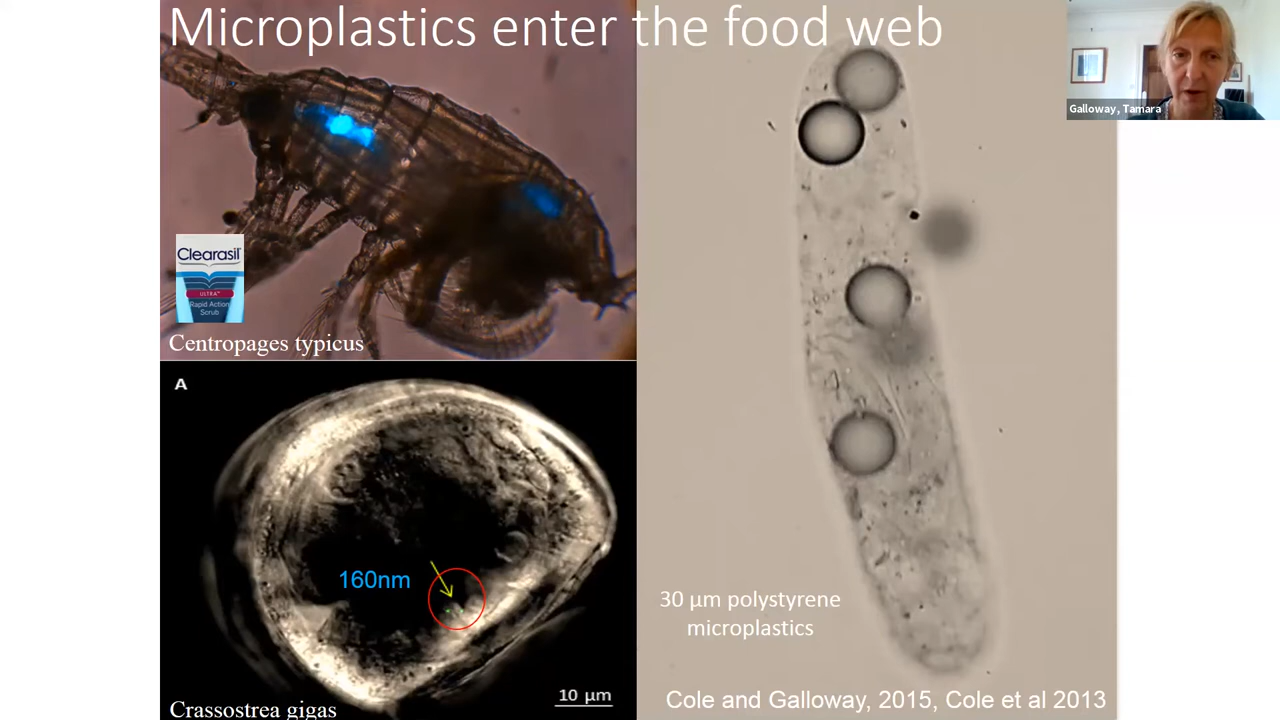 Microplastics enter the food web
Galloway, Tamara
Clearasil
ULTRA
Rapid Action
Scrub
Centropages typicus
A
160nm
10 µm
Crassostrea gigas
30 µm polystyrene
microplastics
Cole and Galloway, 2015, Cole et al 2013